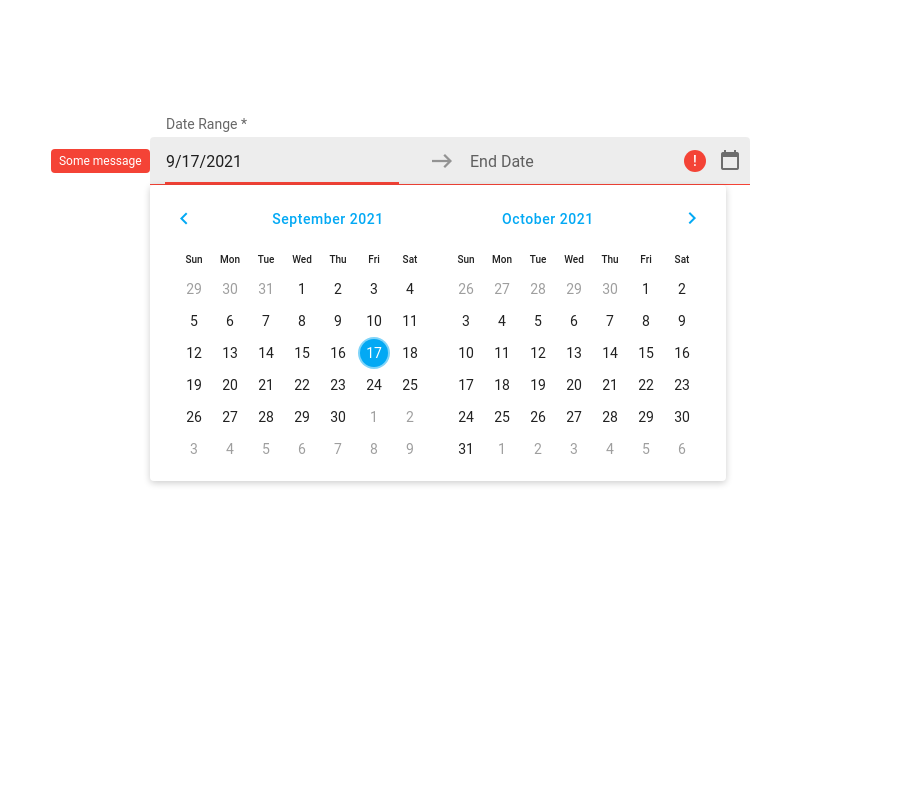 Date Range *
Some message
9/17/2021 End Date !
September 2021 October 2021
Sun Mon Tue Wed Thu Fri Sat Sun Mon Tue Wed Thu Fri Sat
29 30 31 1 2 3 4 26 27 28 29 30 1 2
5 6 7 8 9 10 11 3 4 5 6 7 8 9
12 13 14 15 16 17 18 10 11 12 13 14 15 16
19 20 21 22 23 24 25 17 18 19 20 21 22 23
26 27 28 29 30 1 2 24 25 26 27 28 29 30
3 4 5 6 7 8 9 31 1 2 3 4 5 6